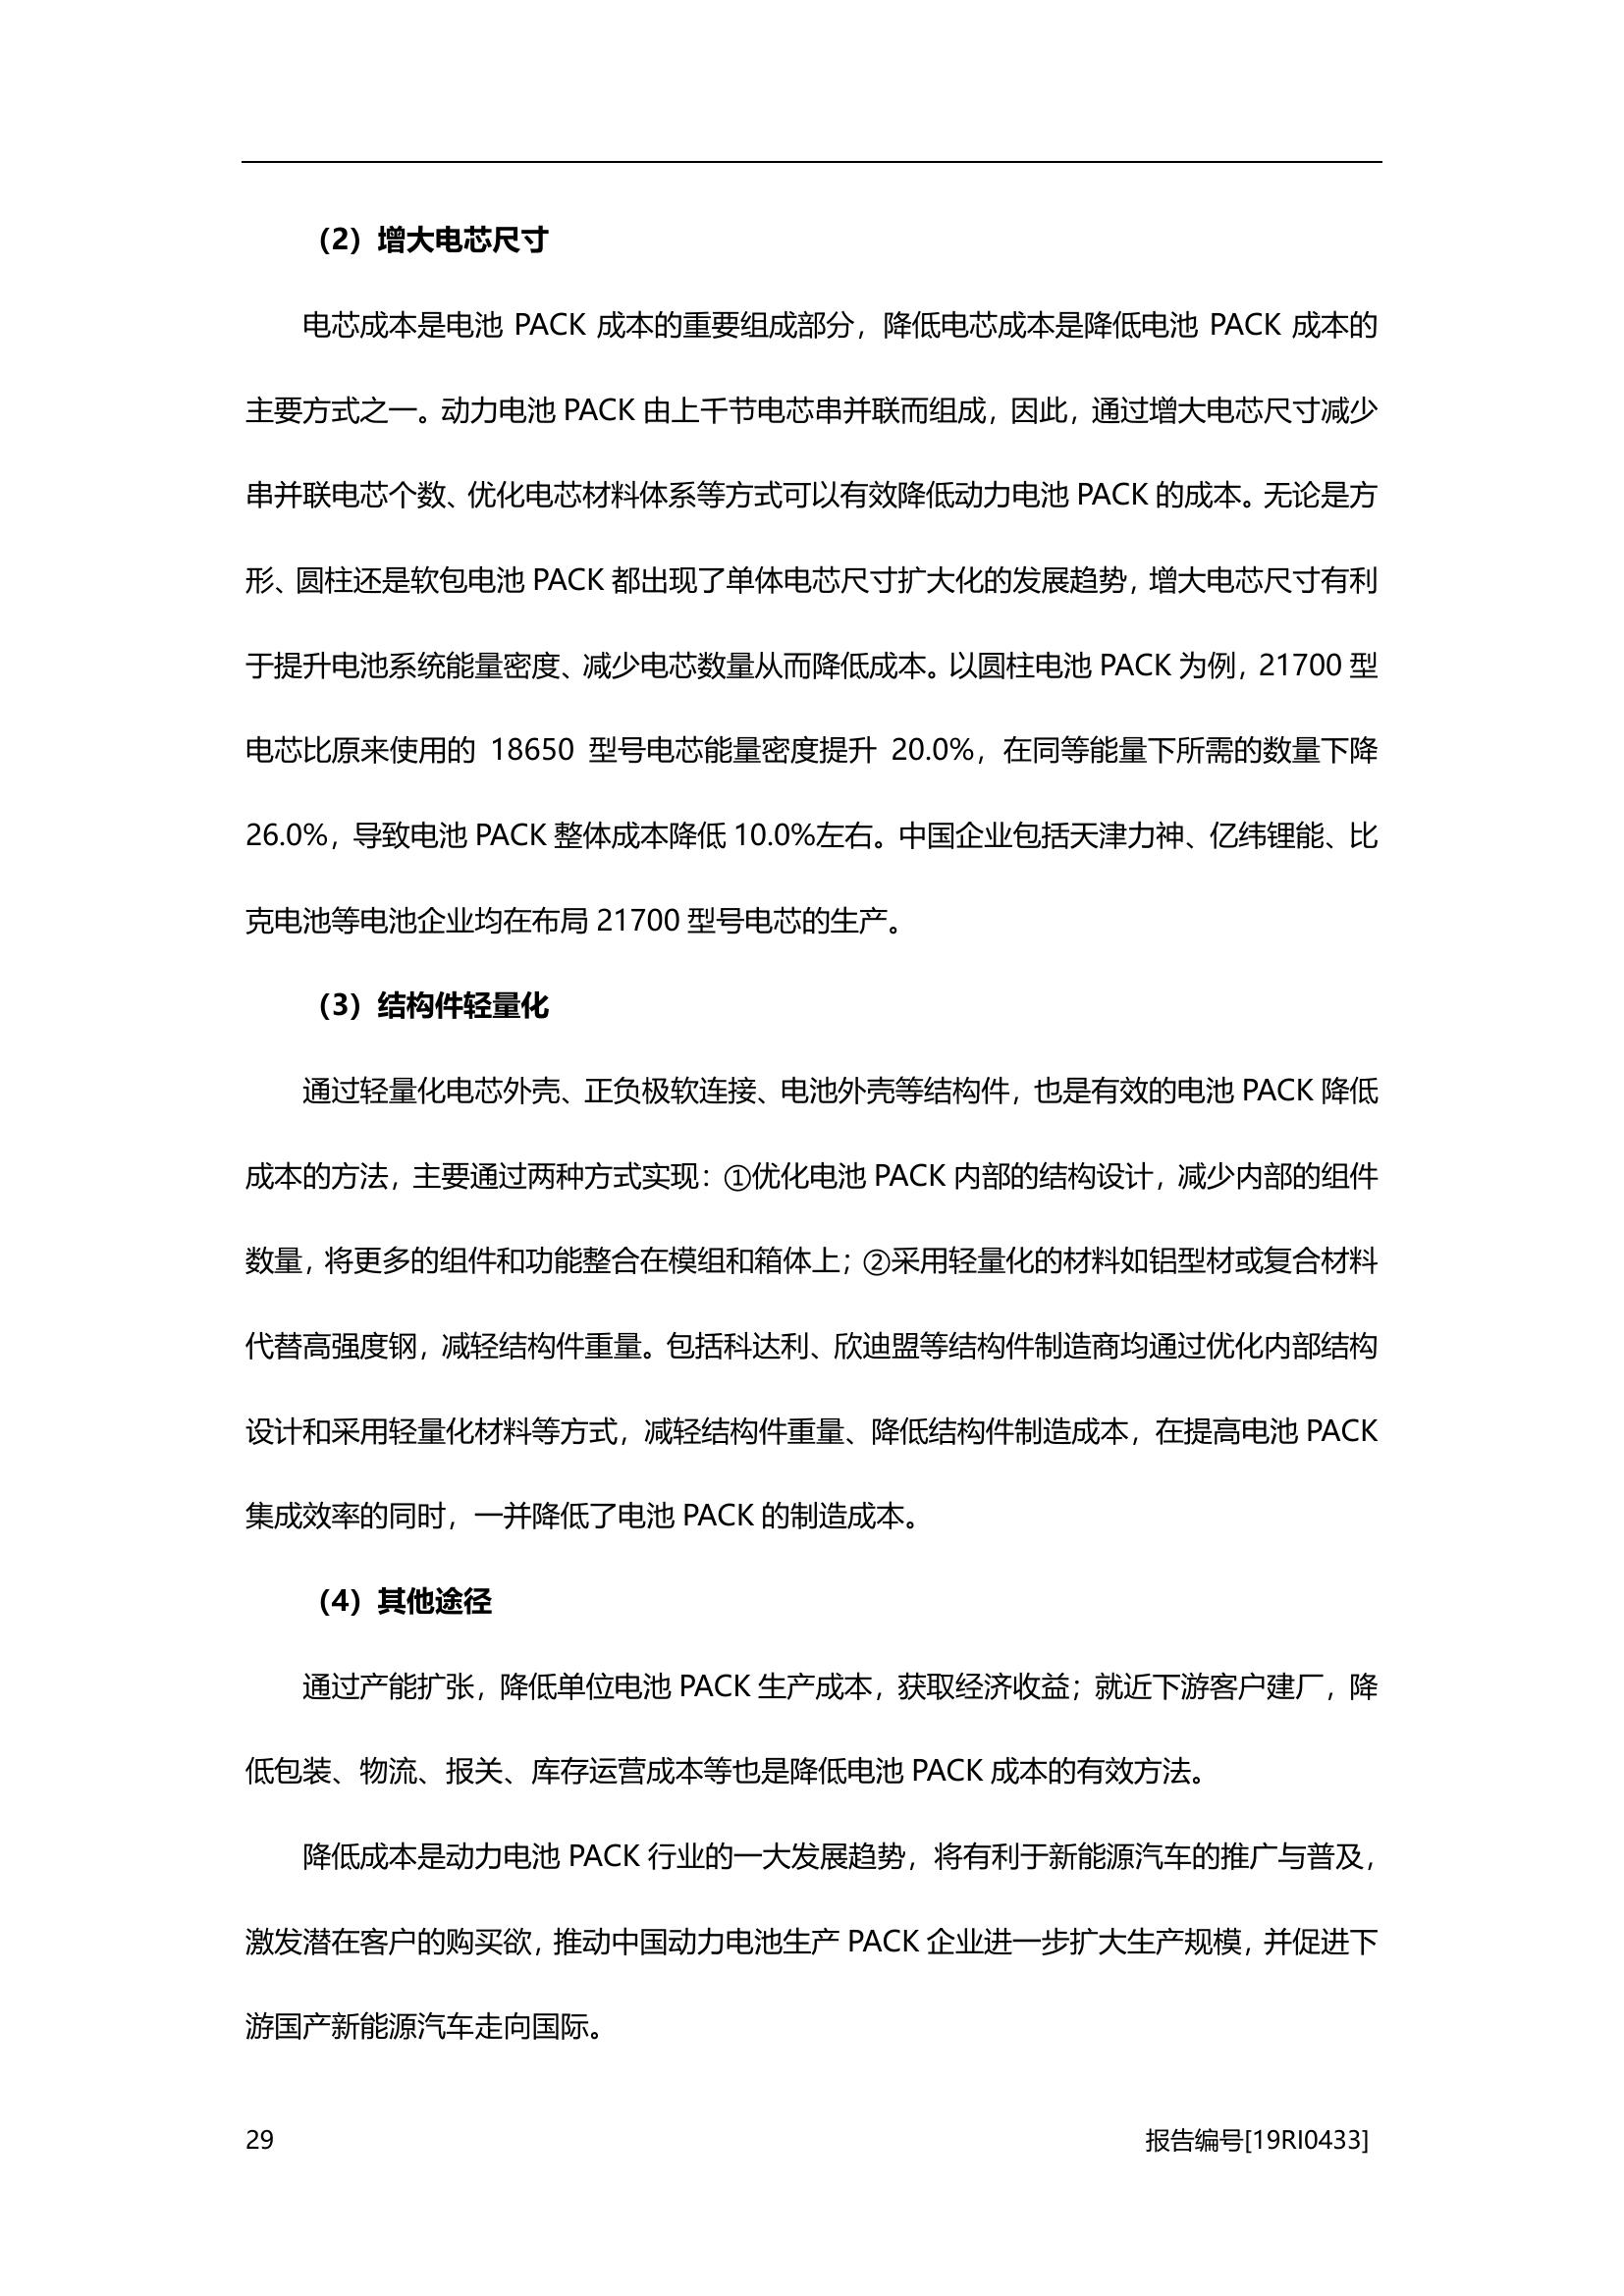 （2）增大电芯尺寸
电芯成本是电池 PACK 成本的重要组成部分，降低电芯成本是降低电池 PACK 成本的
主要方式之一。动力电池 PACK 由上千节电芯串并联而组成，因此，通过增大电芯尺寸减少
串并联电芯个数、优化电芯材料体系等方式可以有效降低动力电池 PACK 的成本。无论是方
形、圆柱还是软包电池 PACK 都出现了单体电芯尺寸扩大化的发展趋势，增大电芯尺寸有利
于提升电池系统能量密度、减少电芯数量从而降低成本。以圆柱电池 PACK 为例，21700 型
电芯比原来使用的 18650 型号电芯能量密度提升 20.0%，在同等能量下所需的数量下降
26.0%，导致电池 PACK 整体成本降低 10.0%左右。中国企业包括天津力神、亿纬锂能、比
克电池等电池企业均在布局 21700 型号电芯的生产。
（3）结构件轻量化
通过轻量化电芯外壳、正负极软连接、电池外壳等结构件，也是有效的电池 PACK 降低
成本的方法，主要通过两种方式实现：①优化电池 PACK 内部的结构设计，减少内部的组件
数量，将更多的组件和功能整合在模组和箱体上；②采用轻量化的材料如铝型材或复合材料
代替高强度钢，减轻结构件重量。包括科达利、欣迪盟等结构件制造商均通过优化内部结构
设计和采用轻量化材料等方式，减轻结构件重量、降低结构件制造成本，在提高电池 PACK
集成效率的同时，一并降低了电池 PACK 的制造成本。
（4）其他途径
通过产能扩张，降低单位电池 PACK 生产成本，获取经济收益；就近下游客户建厂，降
低包装、物流、报关、库存运营成本等也是降低电池 PACK 成本的有效方法。
降低成本是动力电池 PACK 行业的一大发展趋势，将有利于新能源汽车的推广与普及，
激发潜在客户的购买欲，推动中国动力电池生产 PACK 企业进一步扩大生产规模，并促进下
游国产新能源汽车走向国际。
29 报告编号[19RI0433]